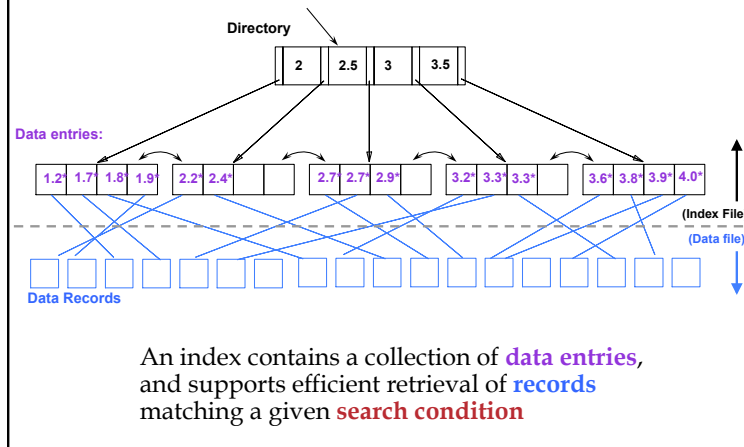 Directory
2 2.5 3 3.5
Data entries:
1.2* 1.7* 1.8* 1.9* 2.2* 2.4* 2.7* 2.7* 2.9* 3.2* 3.3* 3.3* 3.6* 3.8* 3.9* 4.0*
(Index File
(Data file)
Data Records
An index contains a collection of data entries,
and supports efficient retrieval of records
matching a given search condition